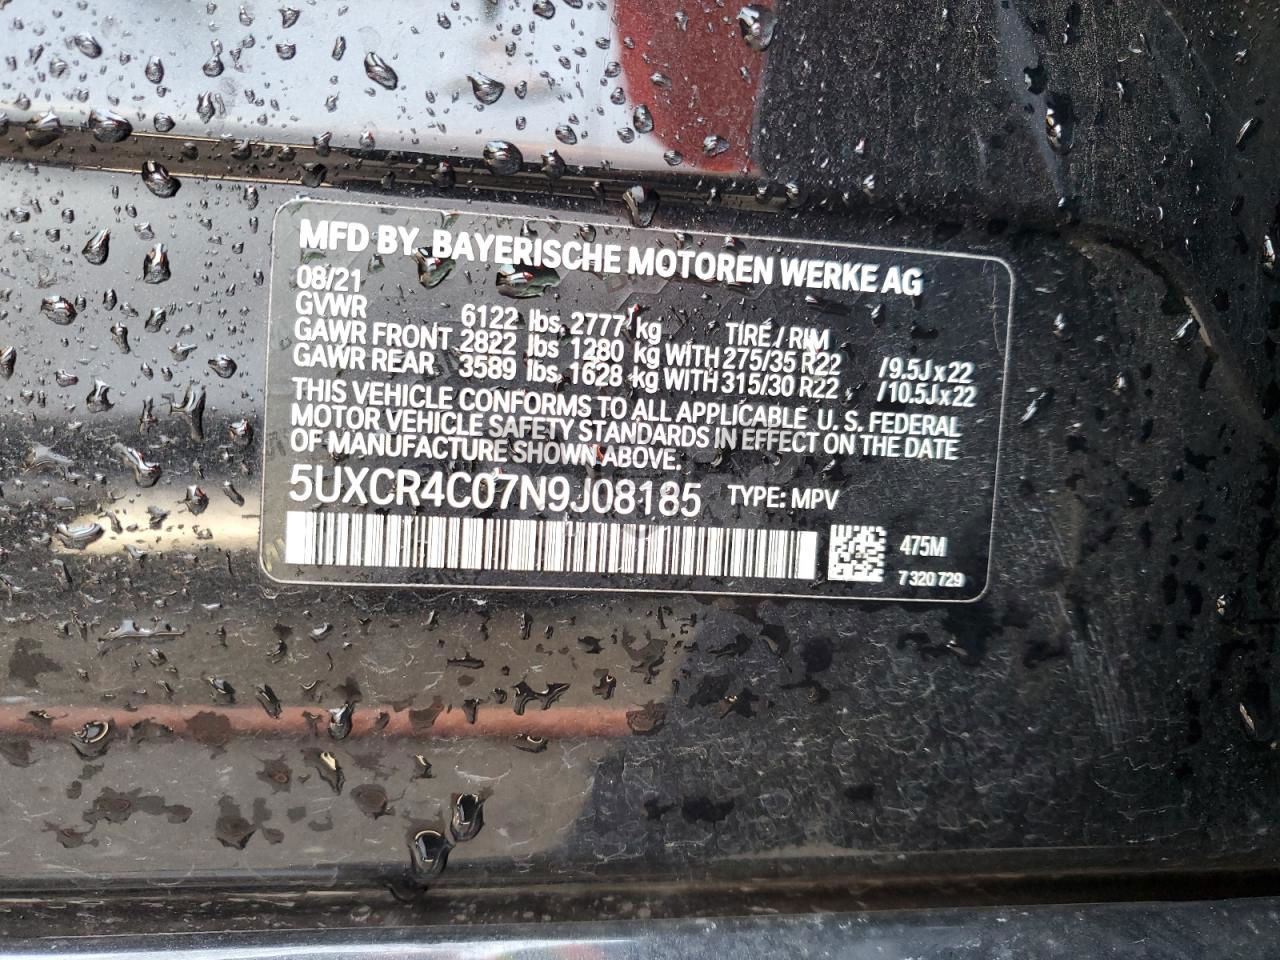 MFD BY. BAYERISCHE MOTOREN WERKE AG
08/21
GVWR 6122 lbs. 2777 kg TIRE / RIM
GAWR FRONT 2822 lbs 1280 kg WITH 275/35 R22 /9.5J x 22
GAWR REAR 3589 lbs. 1628 kg WITH 315/30 R22 /10.5J x 22
THIS VEHICLE CONFORMS TO ALL APPLICABLE U. S. FEDERAL
MOTOR VEHICLE SAFETY STANDARDS IN EFFECT ON THE DATE
OF MANUFACTURE SHOWN ABOVE.
5UXCR4C07N9J08185 TYPE: MPV
475M
7 320 729